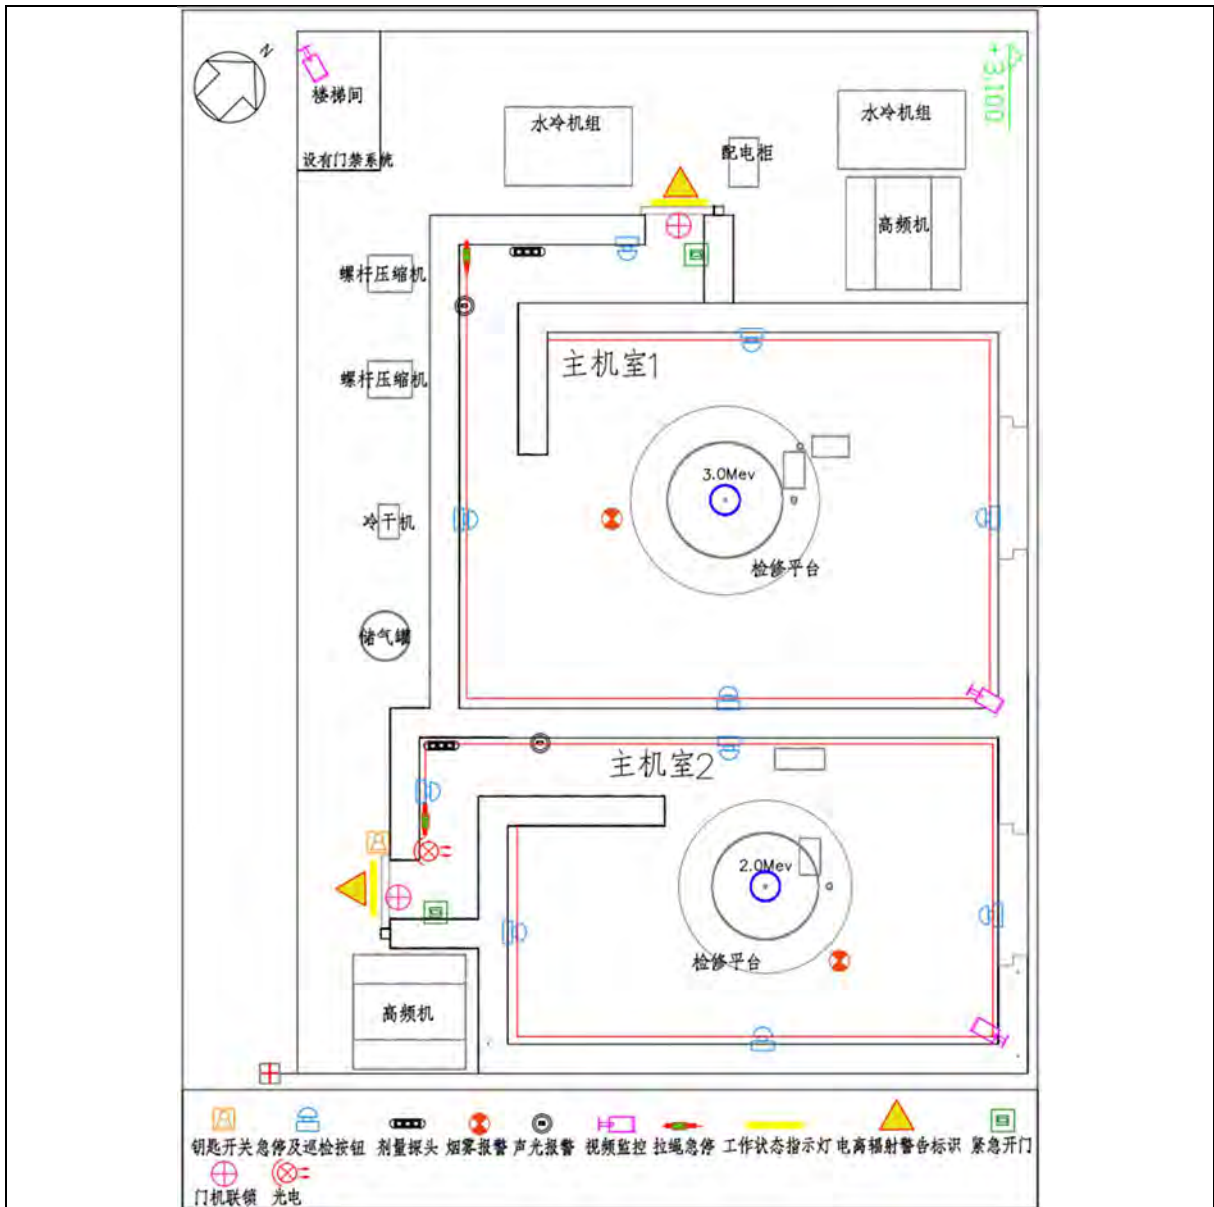 N
楼梯间
设有门禁系统
水冷机组
配电柜
水冷机组
+3.100
高频机
螺杆压缩机
螺杆压缩机
主机室1
3.0Mev
冷干机
检修平台
储气罐
主机室2
2.0Mev
检修平台
高频机
钥匙开关 急停及巡检按钮 剂量探头 烟雾报警 声光报警 视频监控 拉绳急停 工作状态指示灯 电离辐射警告标识 紧急开门
门机联锁 光电